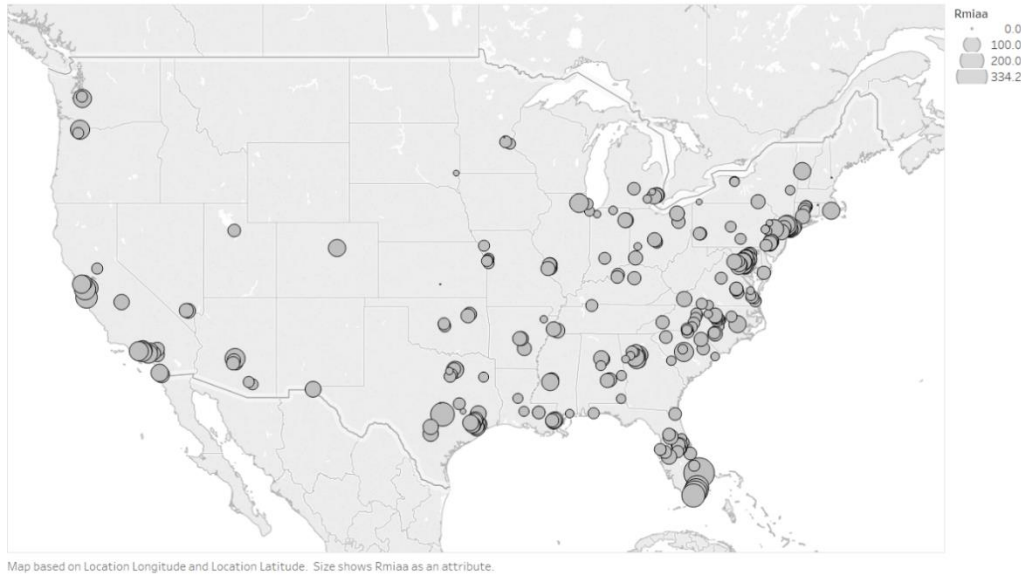 Rmiaa
0.0
100.0
200.0
334.2
Map based on Location Longitude and Location Latitude. Size shows Rmiaa as an attribute.